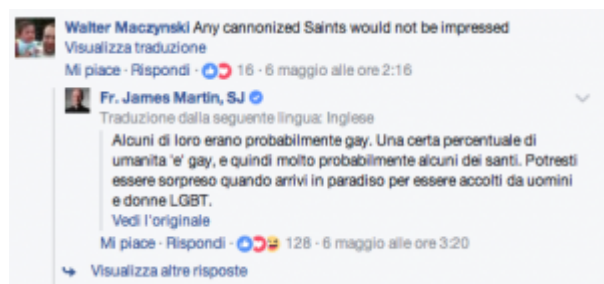 Walter Maczynski Any cannonized Saints would not be impressed
Visualizza traduzione
Mi piace · Rispondi · 16 · 6 maggio alle ore 2:16
Fr. James Martin, SJ
Traduzione dalla seguente lingua: Inglese
Alcuni di loro erano probabilmente gay. Una certa percentuale di
umanita 'e' gay, e quindi molto probabilmente alcuni dei santi. Potresti
essere sorpreso quando arrivi in paradiso per essere accolti da uomini
e donne LGBT.
Vedi l'originale
Mi piace · Rispondi · 128 · 6 maggio alle ore 3:20
Visualizza altre risposte